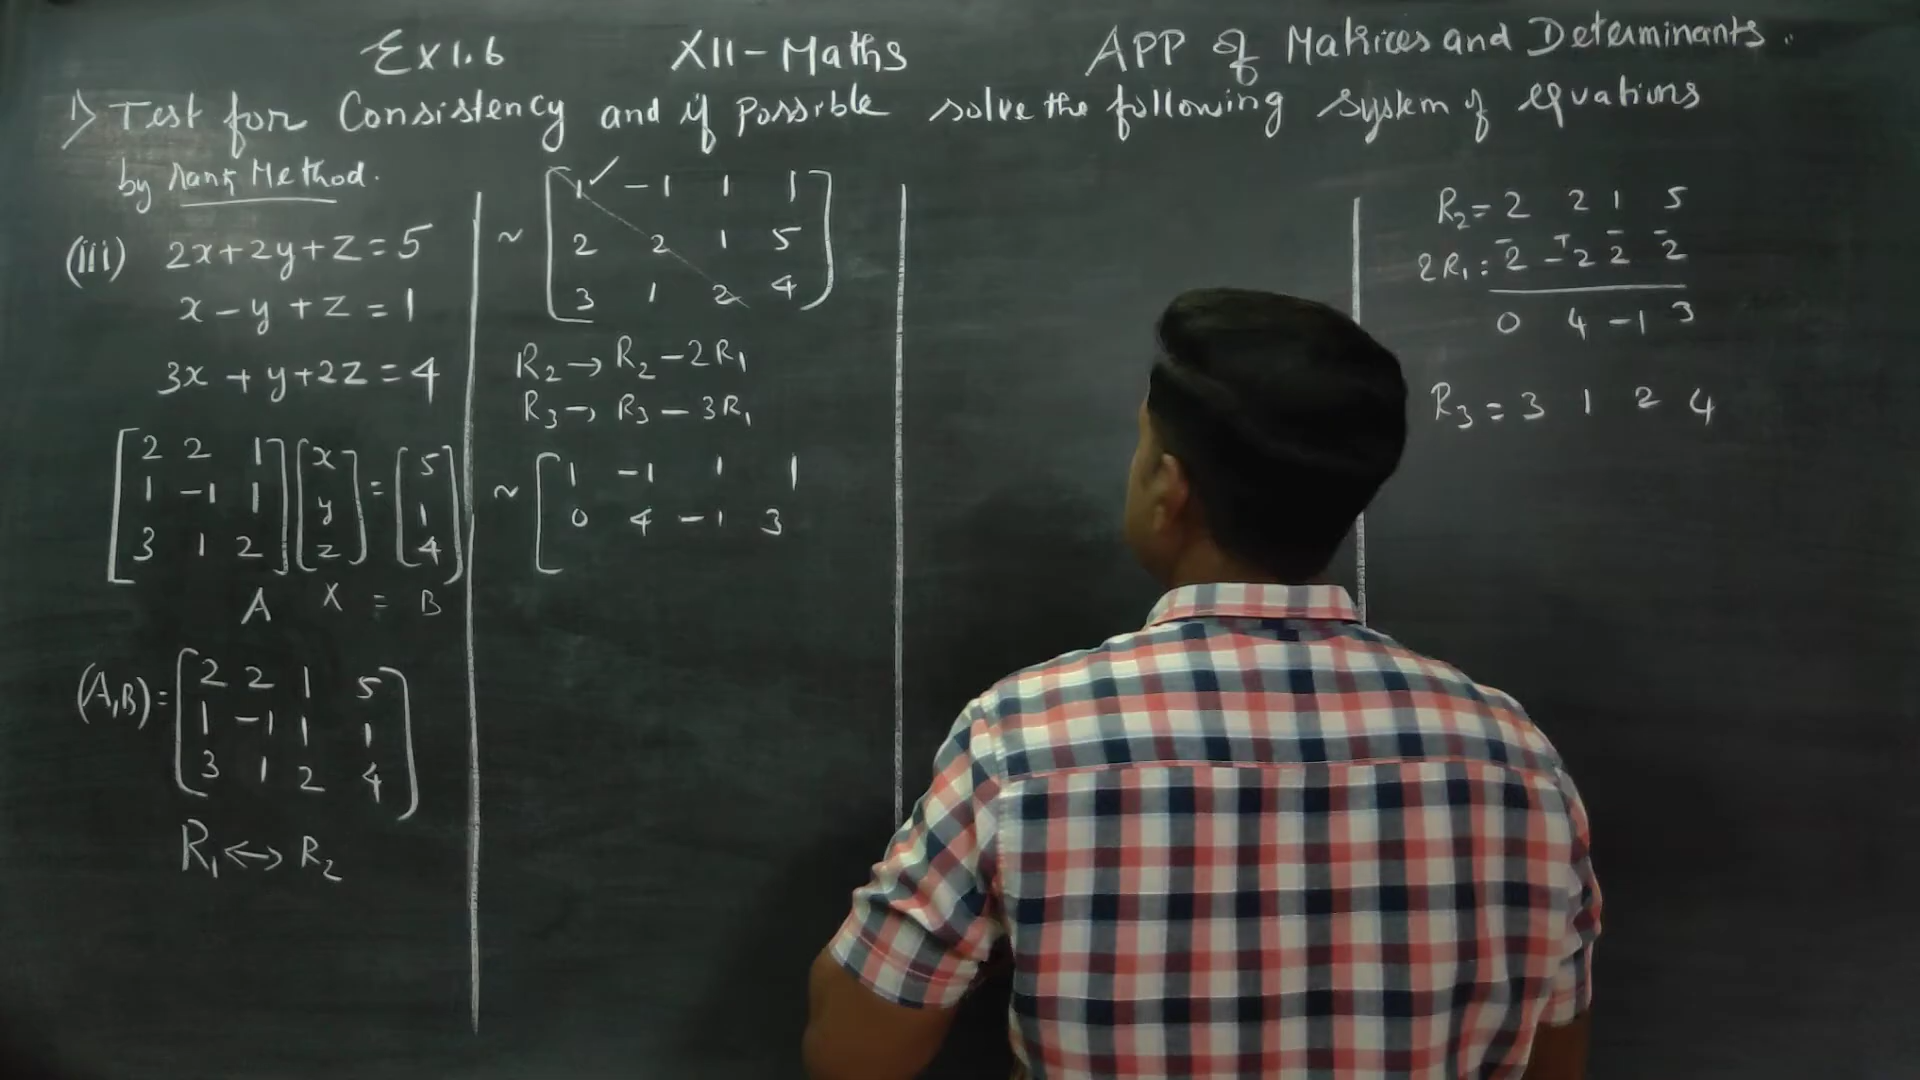 Ex 1.6 XII-Maths APP of Matrices and Determinants.
1) Test for Consistency and if possible solve the following system of equations
by Rank Method.
(iii) 2x+2y+z=5
x-y+z=1
3x+y+2z=4
2 2 1 x 5
1 -1 1 y = 1
3 1 2 z 4
A X = B
(A,B)= 2 2 1 5
1 -1 1 1
3 1 2 4
R₁↔R₂
1✓ -1 1 1
~ 2 2 1 5
3 1 2 4
R₂→R₂-2R₁
R₃→R₃-3R₁
~ 1 -1 1 1
0 4 -1 3
R₂= 2 2 1 5
- + - -
2R₁: 2 -2 2 2
0 4 -1 3
R₃= 3 1 2 4